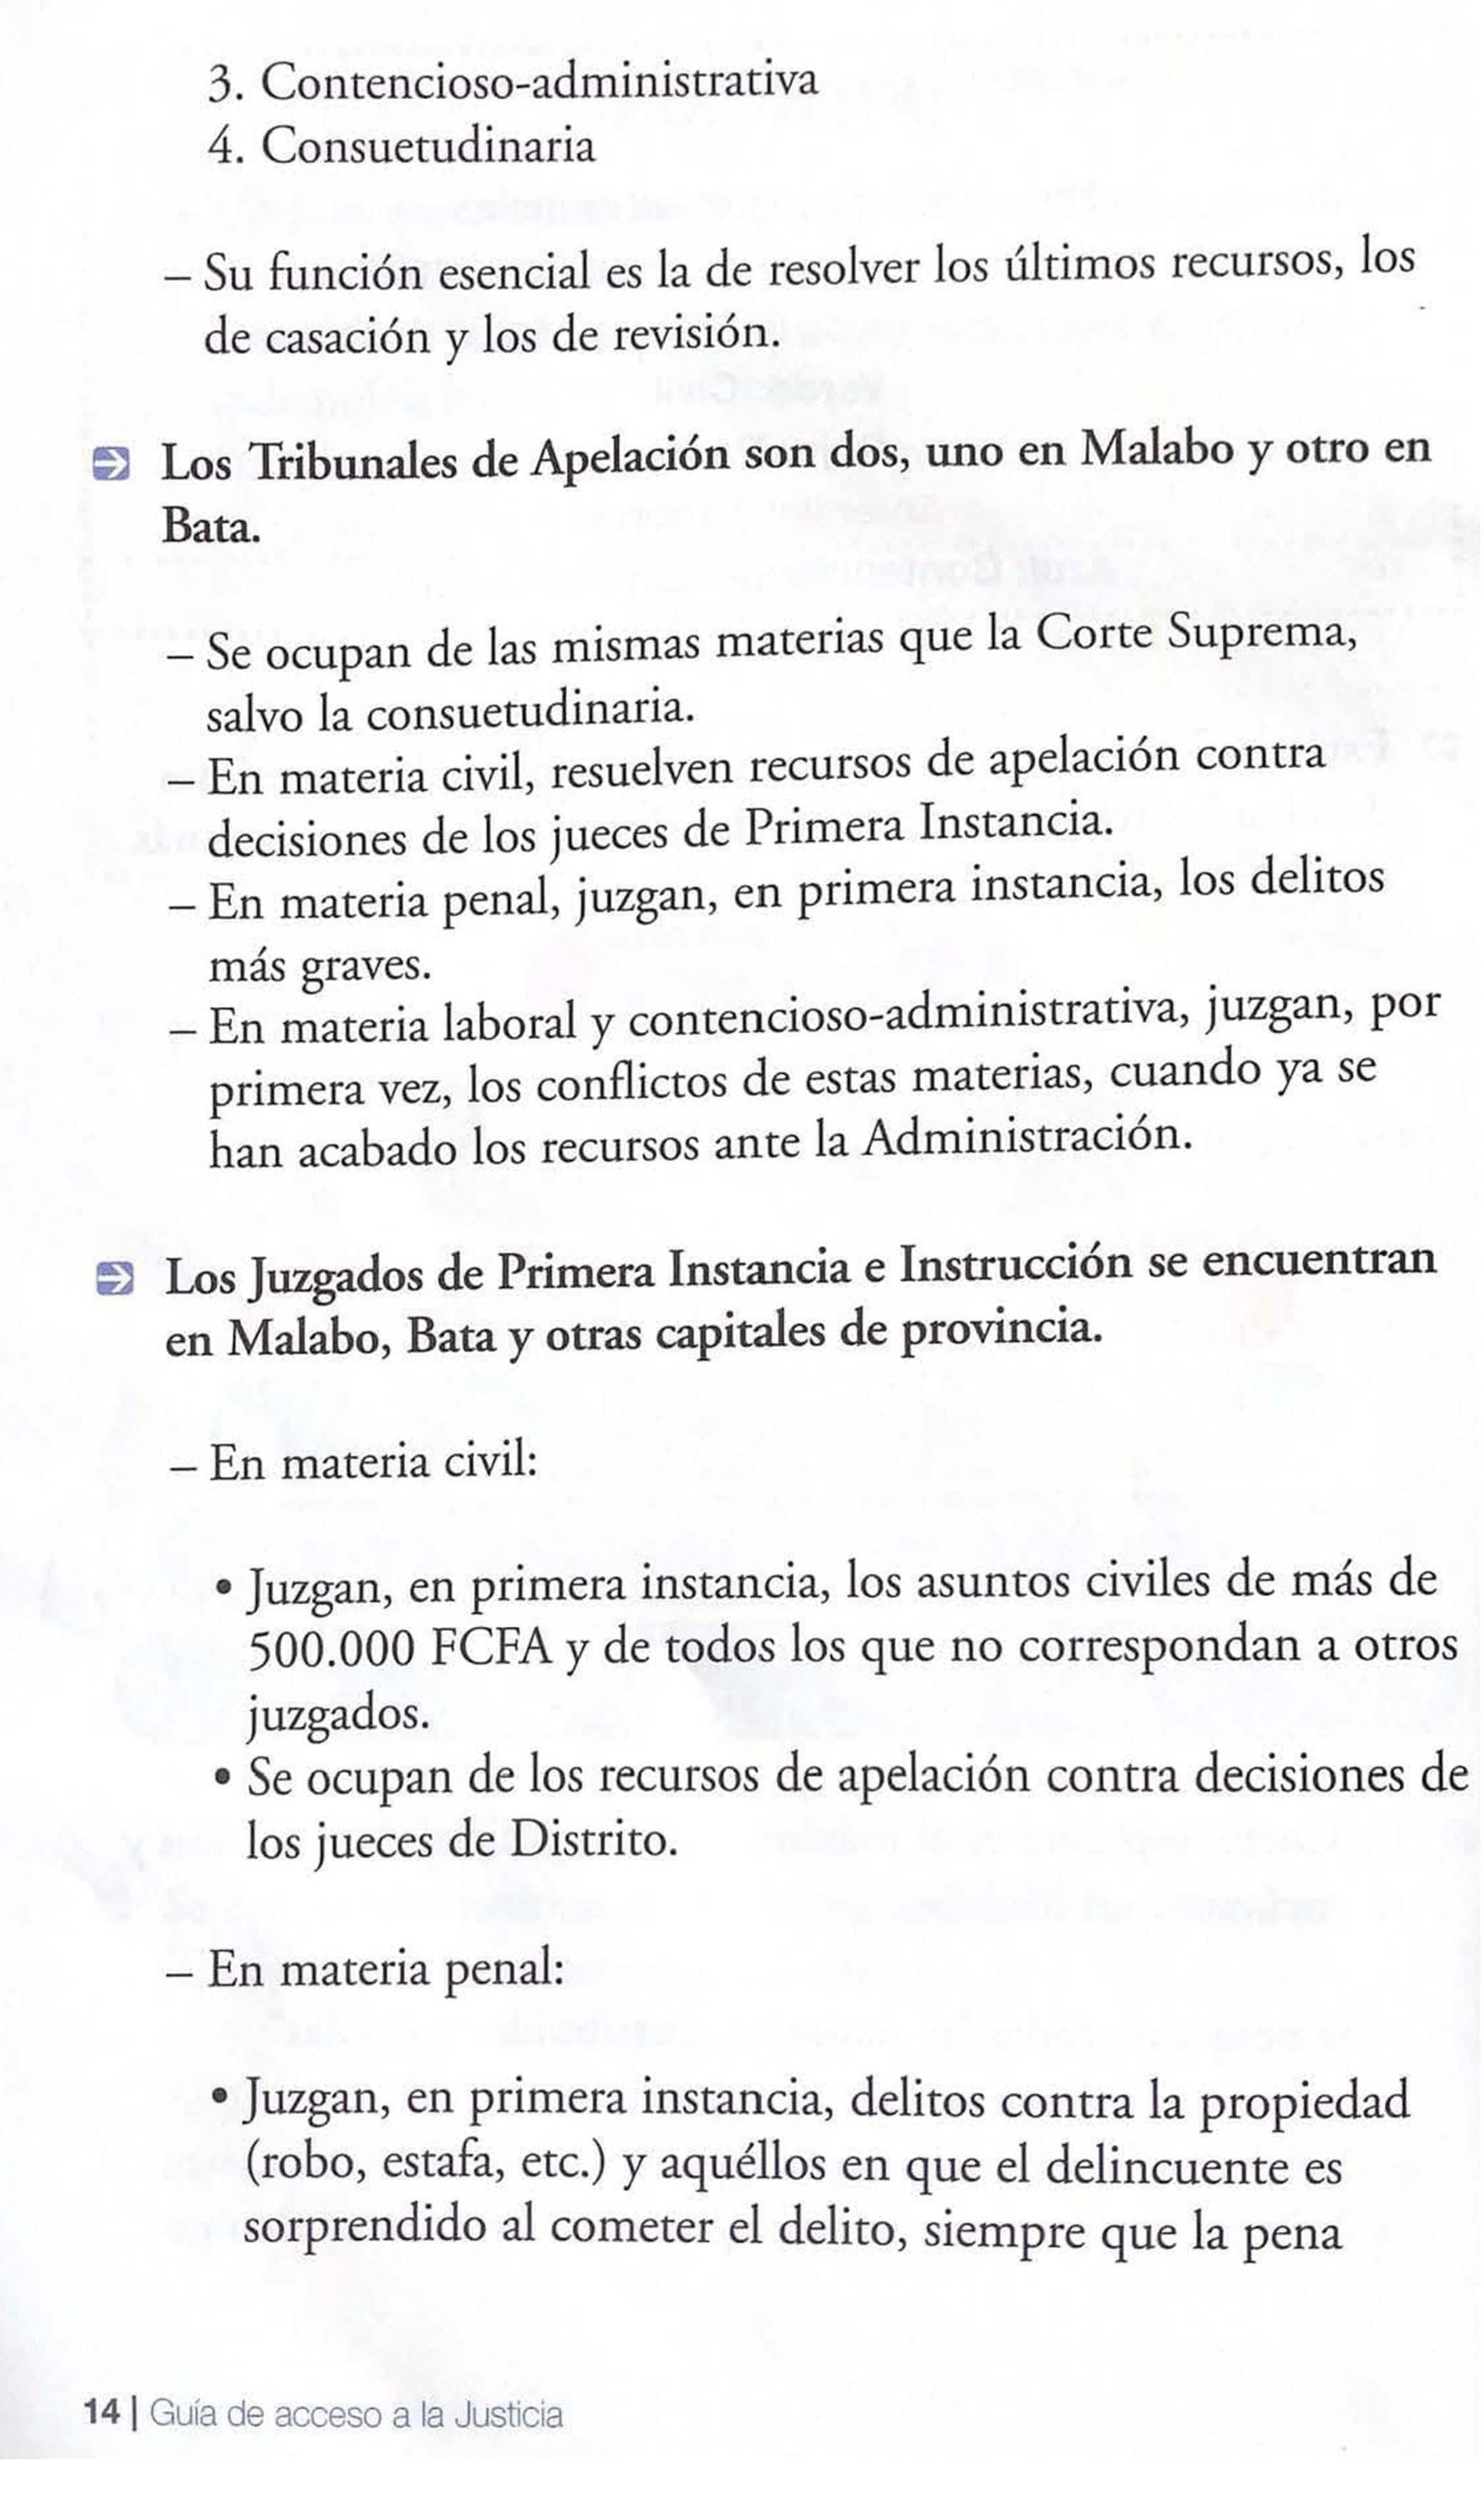 3. Contencioso-administrativa
4. Consuetudinaria
– Su función esencial es la de resolver los últimos recursos, los
de casación y los de revisión.
Los Tribunales de Apelación son dos, uno en Malabo y otro en
Bata.
– Se ocupan de las mismas materias que la Corte Suprema,
salvo la consuetudinaria.
– En materia civil, resuelven recursos de apelación contra
decisiones de los jueces de Primera Instancia.
– En materia penal, juzgan, en primera instancia, los delitos
más graves.
– En materia laboral y contencioso-administrativa, juzgan, por
primera vez, los conflictos de estas materias, cuando ya se
han acabado los recursos ante la Administración.
Los Juzgados de Primera Instancia e Instrucción se encuentran
en Malabo, Bata y otras capitales de provincia.
– En materia civil:
• Juzgan, en primera instancia, los asuntos civiles de más de
500.000 FCFA y de todos los que no correspondan a otros
juzgados.
• Se ocupan de los recursos de apelación contra decisiones de
los jueces de Distrito.
– En materia penal:
• Juzgan, en primera instancia, delitos contra la propiedad
(robo, estafa, etc.) y aquéllos en que el delincuente es
sorprendido al cometer el delito, siempre que la pena
14 | Guía de acceso a la Justicia